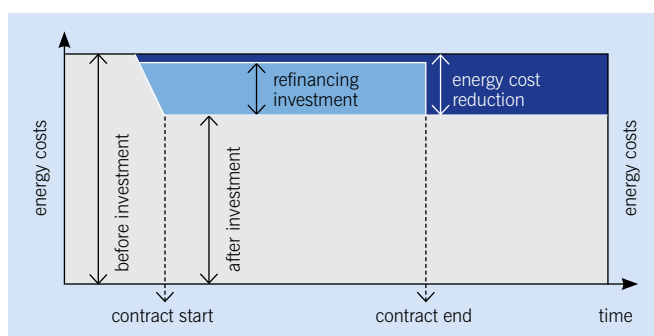 energy costs
before investment
after investment
refinancing
investment
energy cost
reduction
energy costs
contract start
contract end
time